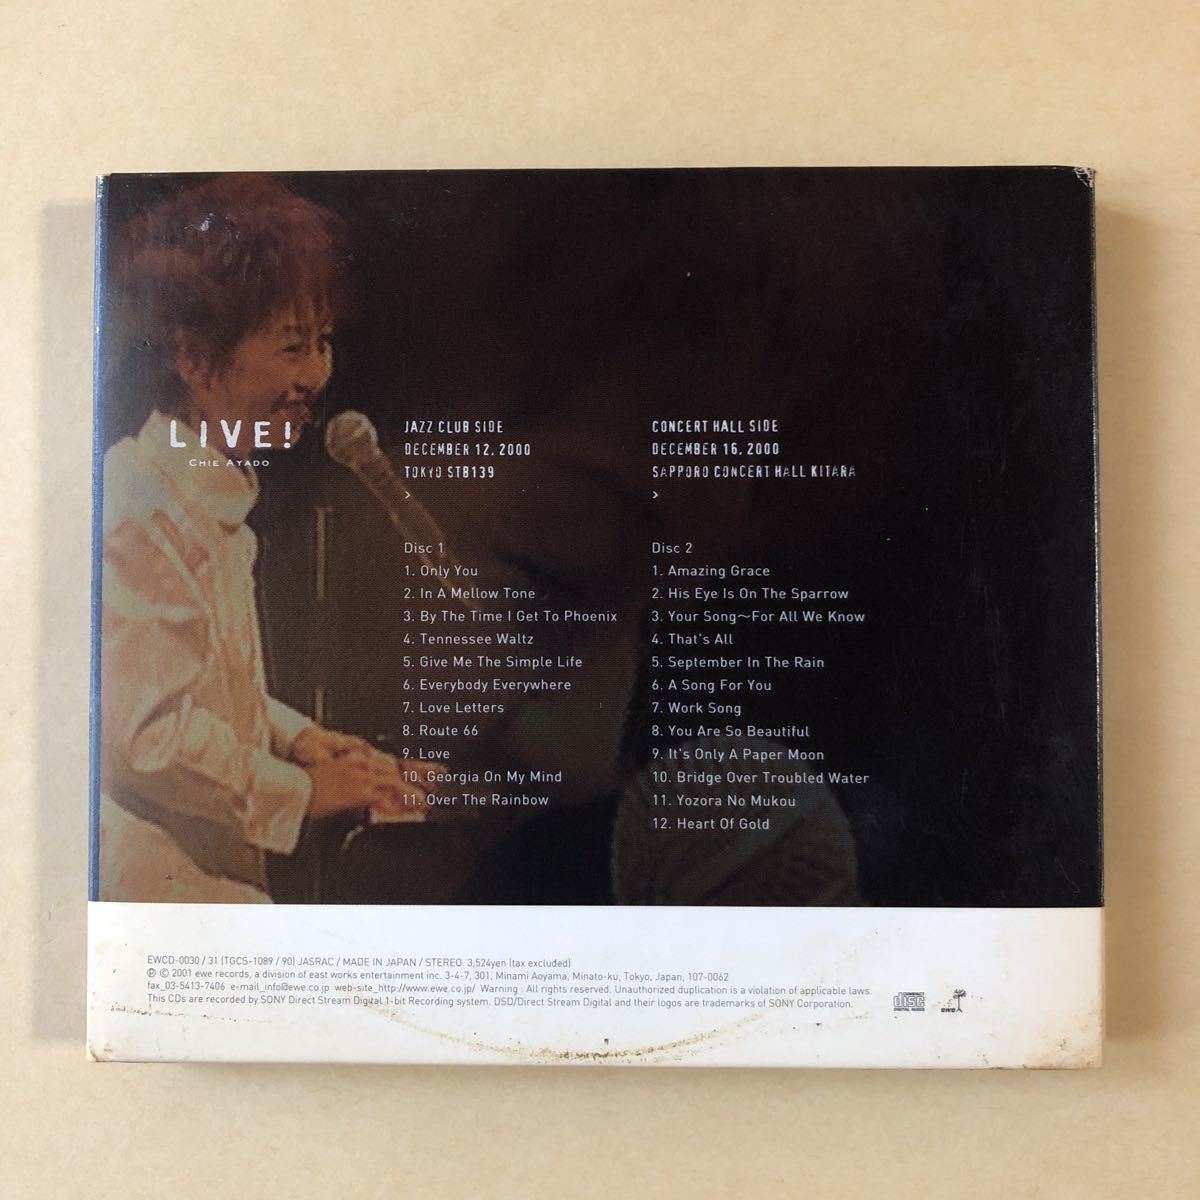 LIVE!
CHIE AYADO
JAZZ CLUB SIDE
DECEMBER 12, 2000
TOKYO STB139
>
Disc 1
1. Only You
2. In A Mellow Tone
3. By The Time I Get To Phoenix
4. Tennessee Waltz
5. Give Me The Simple Life
6. Everybody Everywhere
7. Love Letters
8. Route 66
9. Love
10. Georgia On My Mind
11. Over The Rainbow
CONCERT HALL SIDE
DECEMBER 16, 2000
SAPPORO CONCERT HALL KITARA
>
Disc 2
1. Amazing Grace
2. His Eye Is On The Sparrow
3. Your Song〜For All We Know
4. That's All
5. September In The Rain
6. A Song For You
7. Work Song
8. You Are So Beautiful
9. It's Only A Paper Moon
10. Bridge Over Troubled Water
11. Yozora No Mukou
12. Heart Of Gold
EWCD-0030 / 31 (TGCS-1089 / 90) JASRAC / MADE IN JAPAN / STEREO 3,524yen (tax excluded)
℗ © 2001 ewe records, a division of east works entertainment inc. 3-4-7, 301, Minami Aoyama, Minato-ku, Tokyo, Japan, 107-0062
fax_03-5413-7406 e-mail_info@ewe.co.jp web-site_http://www.ewe.co.jp/ Warning : All rights reserved. Unauthorized duplication is a violation of applicable laws.
This CDs are recorded by SONY Direct Stream Digital 1-bit Recording system. DSD/Direct Stream Digital and their logos are trademarks of SONY Corporation.
COMPACT
disc
DIGITAL AUDIO
ewe